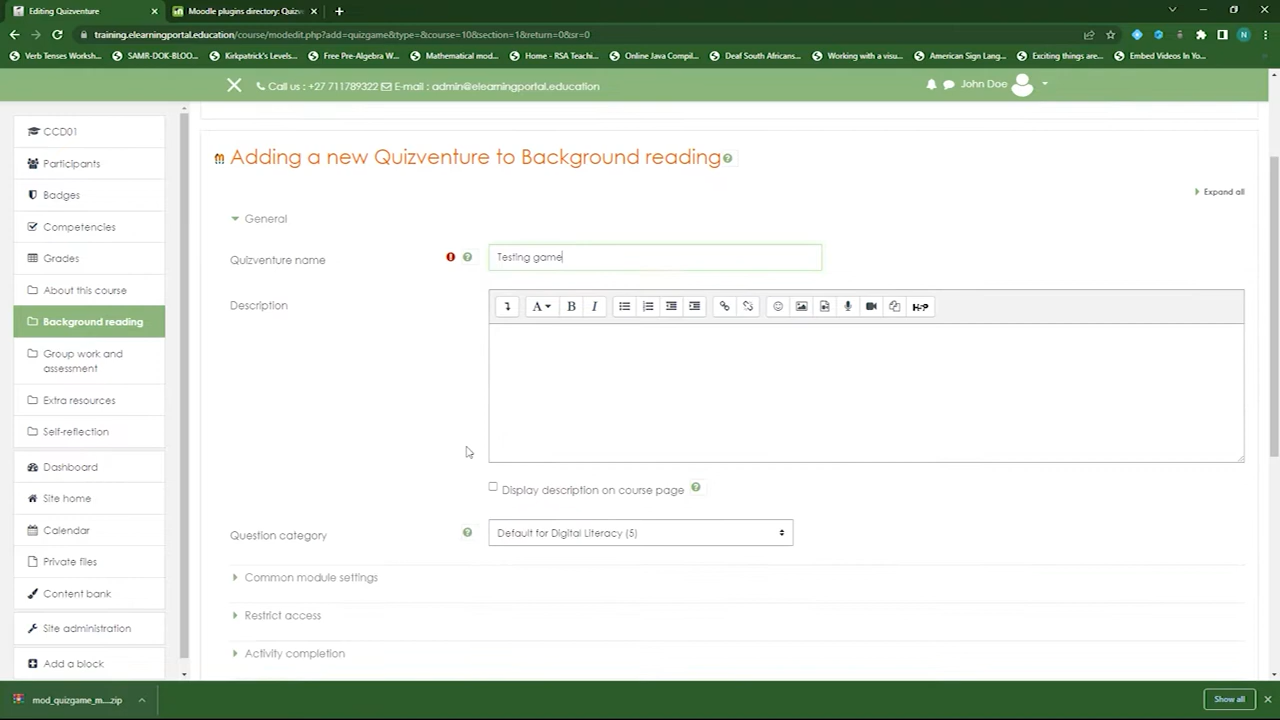 Editing Quizventure
Moodle plugins directory: Quizv
training.elearningportal.education/course/modedit.php?add=quizgame&type=&course=10&section=1&return=0&sr=0
Verb Tenses Worksh... SAMR-DOK-BLOO... Kirkpatrick's Levels... Free Pre-Algebra W... Mathematical mod... Home - RSA Teachi... Online Java Compil... Deaf South African... Working with a visu... American Sign Lang... Exciting things are... Embed Videos In Yo...
Call us : +27 711789322 E-mail : admin@elearningportal.education
John Doe
CCD01
Participants
Badges
Competencies
Grades
About this course
Background reading
Group work and
assessment
Extra resources
Self-reflection
Dashboard
Site home
Calendar
Private files
Content bank
Site administration
Add a block
Adding a new Quizventure to Background reading
Expand all
General
Quizventure name
Testing game
Description
A B I H-P
Display description on course page
Question category
Default for Digital Literacy (5)
Common module settings
Restrict access
Activity completion
mod_quizgame_m....zip
Show all